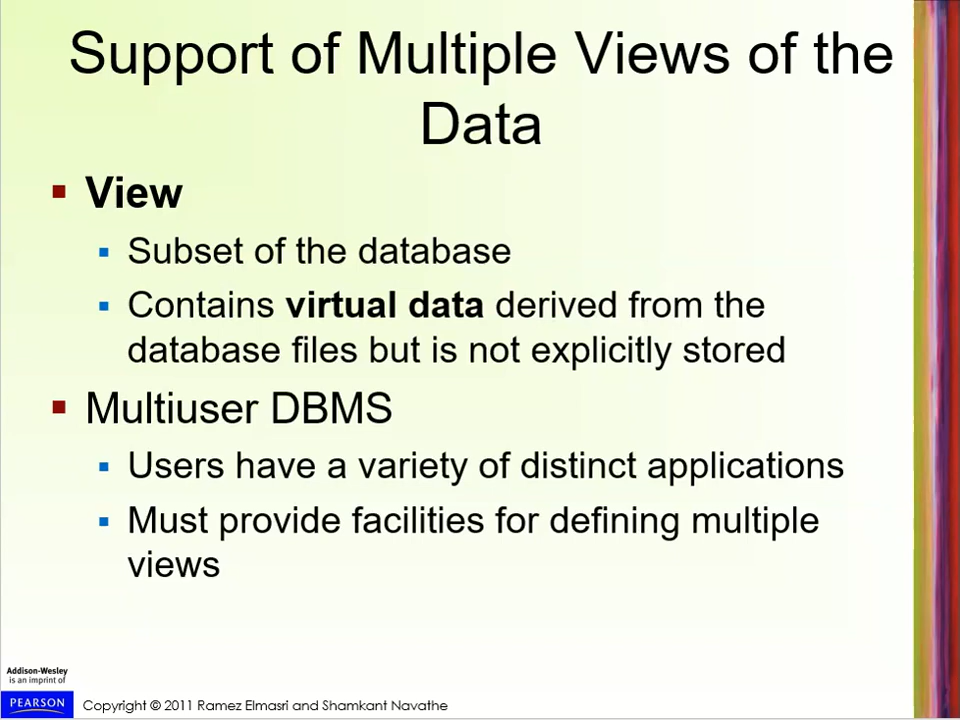 Support of Multiple Views of the
Data
View
Subset of the database
Contains virtual data derived from the
database files but is not explicitly stored
Multiuser DBMS
Users have a variety of distinct applications
Must provide facilities for defining multiple
views
Addison-Wesley
is an imprint of
PEARSON
Copyright © 2011 Ramez Elmasri and Shamkant Navathe